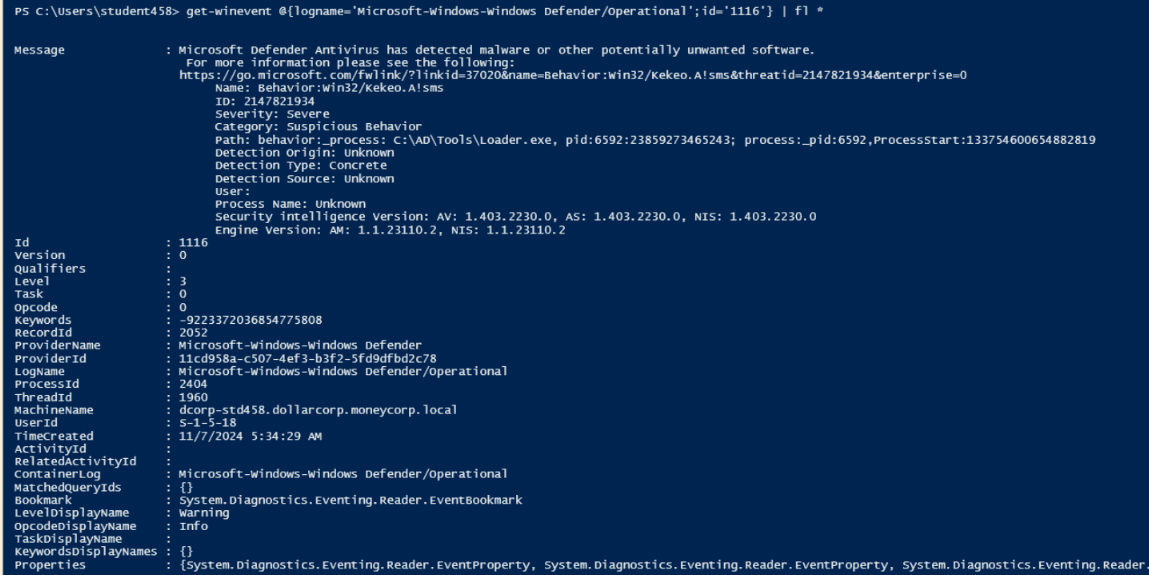 PS C:\Users\student458> get-winevent @{logname='Microsoft-Windows-Windows Defender/Operational';id='1116'} | fl *
Message : Microsoft Defender Antivirus has detected malware or other potentially unwanted software.
For more information please see the following:
https://go.microsoft.com/fwlink/?linkid=37020&name=Behavior:Win32/Kekeo.A!sms&threatid=2147821934&enterprise=0
Name: Behavior:Win32/Kekeo.A!sms
ID: 2147821934
Severity: Severe
Category: Suspicious Behavior
Path: behavior:_process: C:\AD\Tools\Loader.exe, pid:6592:23859273465243; process:_pid:6592,ProcessStart:133754600654882819
Detection Origin: Unknown
Detection Type: Concrete
Detection Source: Unknown
User:
Process Name: Unknown
Security intelligence Version: AV: 1.403.2230.0, AS: 1.403.2230.0, NIS: 1.403.2230.0
Engine Version: AM: 1.1.23110.2, NIS: 1.1.23110.2
Id : 1116
Version : 0
Qualifiers :
Level : 3
Task : 0
Opcode : 0
Keywords : -9223372036854775808
RecordId : 2052
ProviderName : Microsoft-Windows-Windows Defender
ProviderId : 11cd958a-c507-4ef3-b3f2-5fd9dfbd2c78
LogName : Microsoft-Windows-Windows Defender/Operational
ProcessId : 2404
ThreadId : 1960
MachineName : dcorp-std458.dollarcorp.moneycorp.local
UserId : S-1-5-18
TimeCreated : 11/7/2024 5:34:29 AM
ActivityId :
RelatedActivityId :
ContainerLog : Microsoft-Windows-Windows Defender/Operational
MatchedQueryIds : {}
Bookmark : System.Diagnostics.Eventing.Reader.EventBookmark
LevelDisplayName : Warning
OpcodeDisplayName : Info
TaskDisplayName :
KeywordsDisplayNames : {}
Properties : {System.Diagnostics.Eventing.Reader.EventProperty, System.Diagnostics.Eventing.Reader.EventProperty, System.Diagnostics.Eventing.Reader.